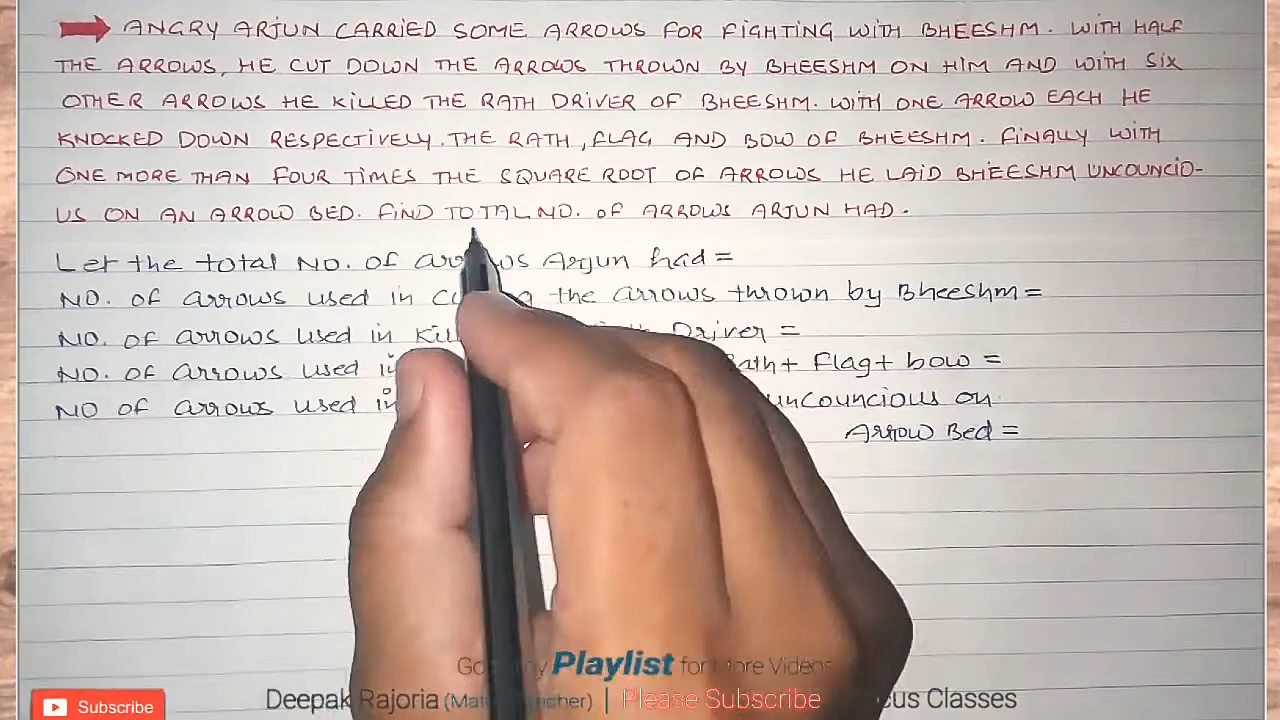 ANGRY ARJUN CARRIED SOME ARROWS FOR FIGHTING WITH BHEESHM. WITH HALF
THE ARROWS, HE CUT DOWN THE ARROWS THROWN BY BHEESHM ON HIM AND WITH SIX
OTHER ARROWS HE KILLED THE RATH DRIVER OF BHEESHM. WITH ONE ARROW EACH HE
KNOCKED DOWN RESPECTIVELY. THE RATH, FLAG AND BOW OF BHEESHM. FINALLY WITH
ONE MORE THAN FOUR TIMES THE SQUARE ROOT OF ARROWS HE LAID BHEESHM UNCOUNCIO-
US ON AN ARROW BED. FIND TOTAL NO. OF ARROWS ARJUN HAD.
Let the total NO. of Arjun had =
NO. of arrows used in the arrows thrown by Bheeshm =
NO. of arrows used in Driver =
NO. of arrows used + Flag + bow =
NO of arrows used uncouncious on
Arrow Bed =
Playlist for More Videos
Deepak Rajoria | Please Subscribe Classes
Subscribe